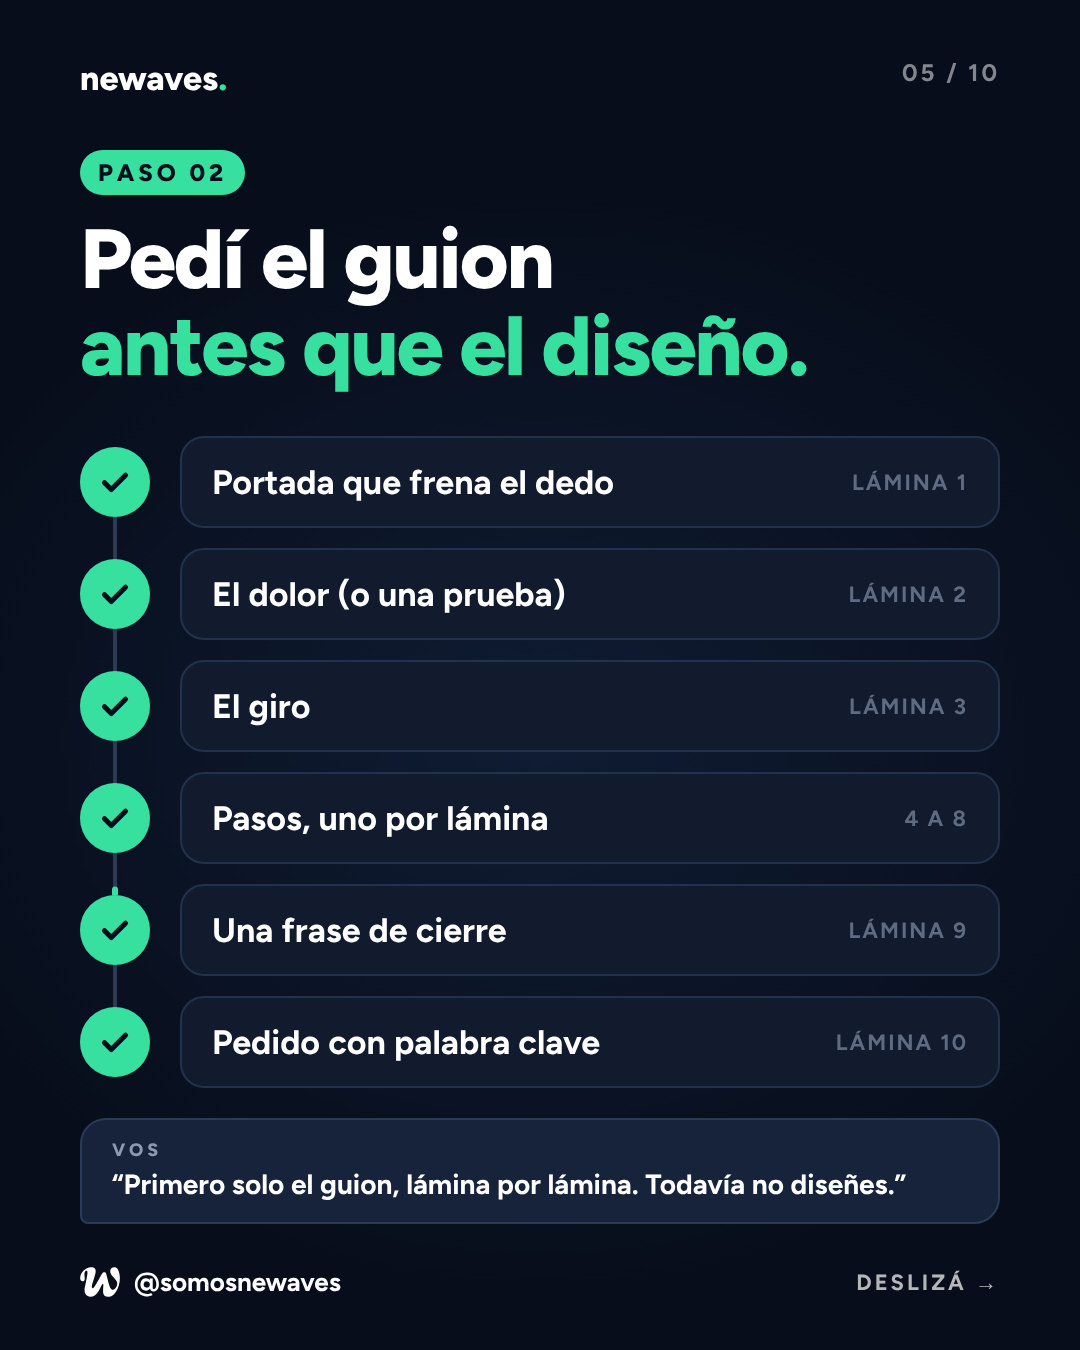 newaves.
05 / 10
PASO 02
Pedí el guion
antes que el diseño.
Portada que frena el dedo
LÁMINA 1
El dolor (o una prueba)
LÁMINA 2
El giro
LÁMINA 3
Pasos, uno por lámina
4 A 8
Una frase de cierre
LÁMINA 9
Pedido con palabra clave
LÁMINA 10
VOS
“Primero solo el guion, lámina por lámina. Todavía no diseñes.”
W @somosnewaves
DESLIZÁ →